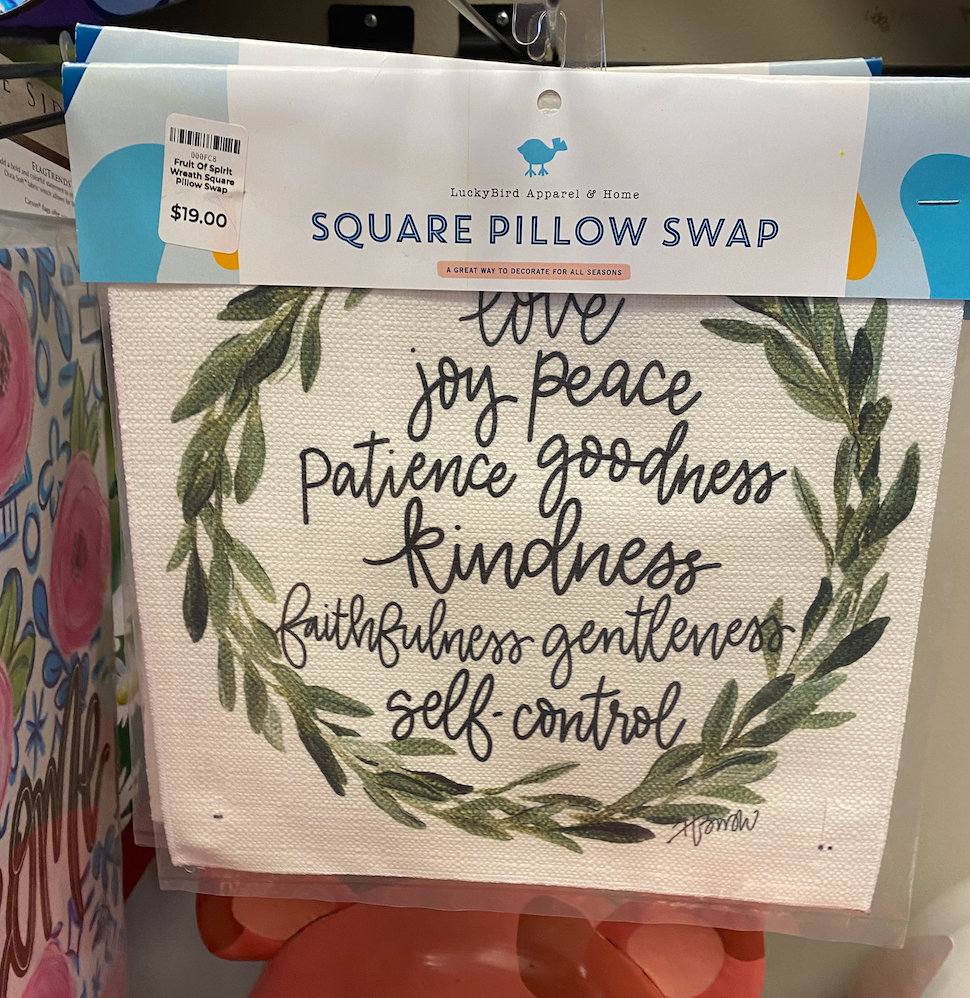 000FC8
Fruit Of Spirit
Wreath Square
Pillow Swap
$19.00
LuckyBird Apparel & Home
SQUARE PILLOW SWAP
A GREAT WAY TO DECORATE FOR ALL SEASONS
FLAGTRENDS
love
joy peace
patience goodness
kindness
faithfulness gentleness
self-control